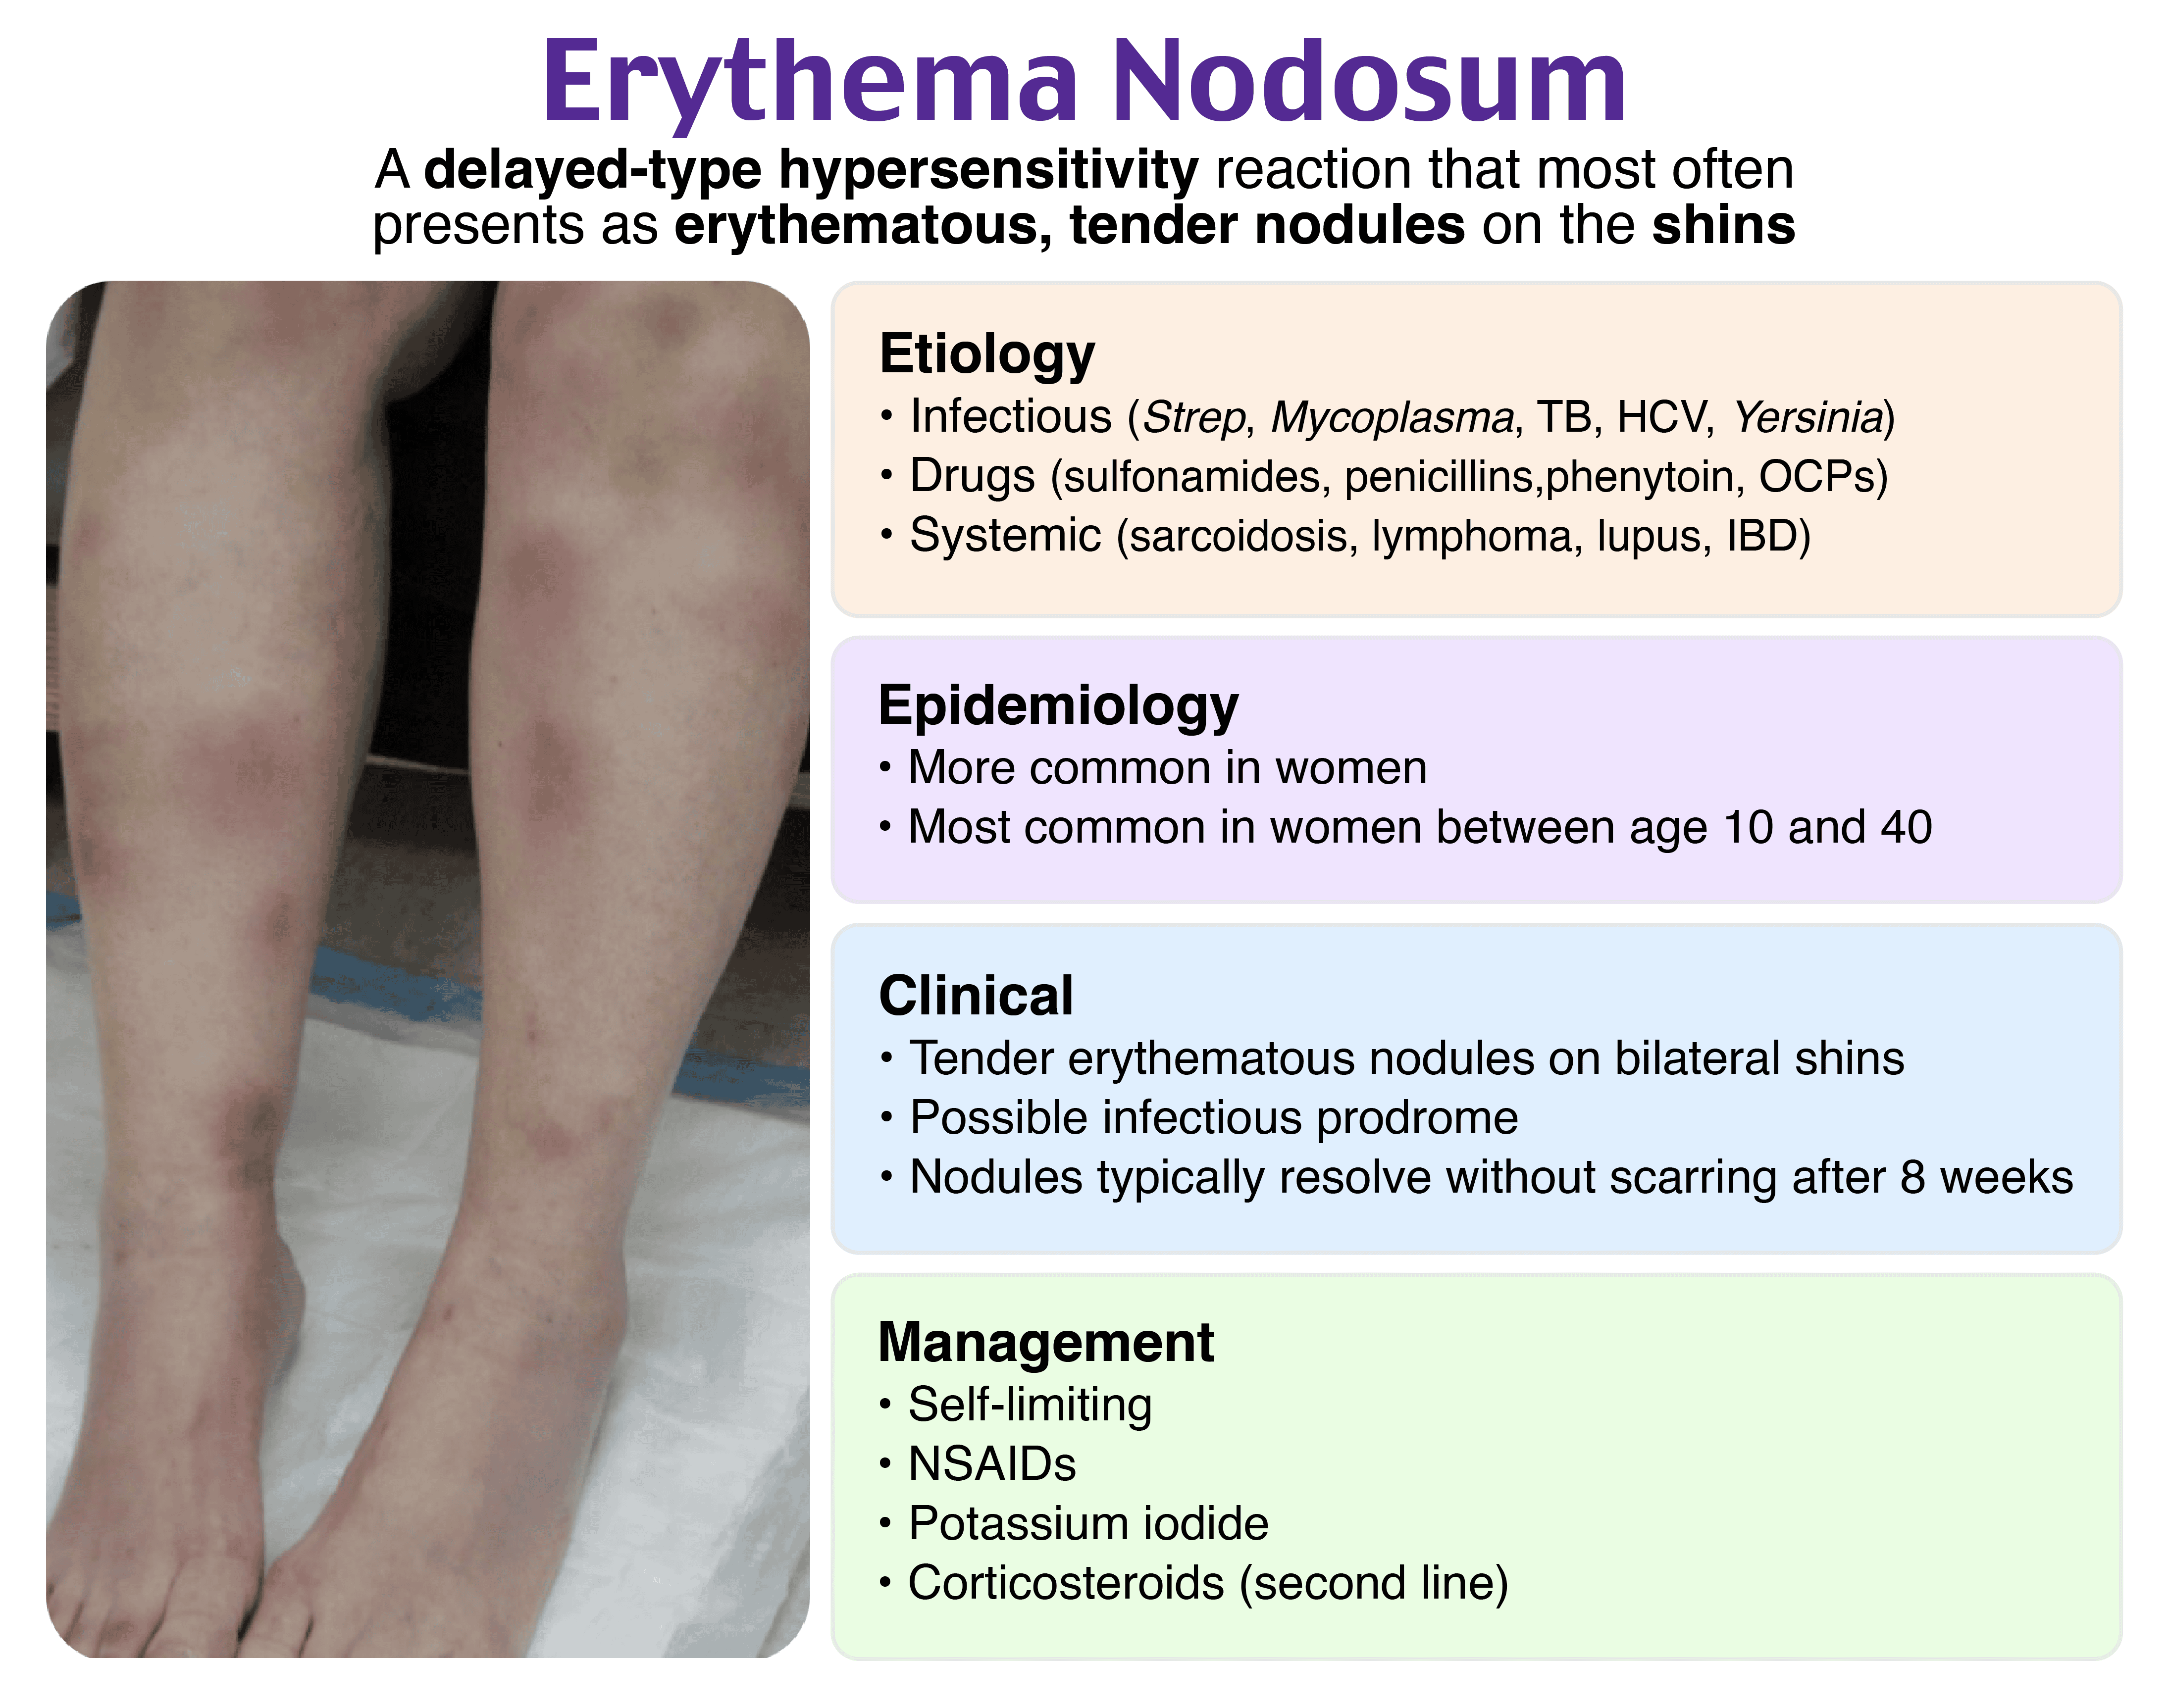 Erythema Nodosum
A delayed-type hypersensitivity reaction that most often
presents as erythematous, tender nodules on the shins
Etiology
• Infectious (Strep, Mycoplasma, TB, HCV, Yersinia)
• Drugs (sulfonamides, penicillins,phenytoin, OCPs)
• Systemic (sarcoidosis, lymphoma, lupus, IBD)
Epidemiology
• More common in women
• Most common in women between age 10 and 40
Clinical
• Tender erythematous nodules on bilateral shins
• Possible infectious prodrome
• Nodules typically resolve without scarring after 8 weeks
Management
• Self-limiting
• NSAIDs
• Potassium iodide
• Corticosteroids (second line)